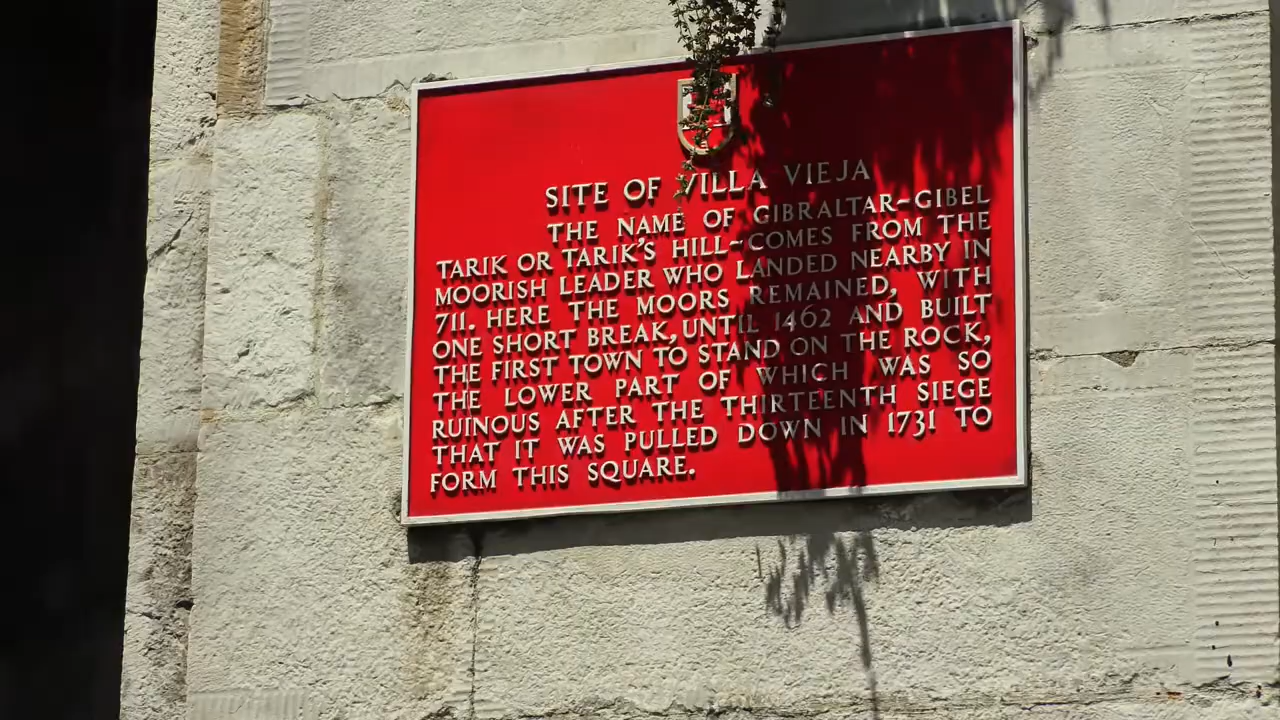 SITE OF VILLA VIEJA
THE NAME OF GIBRALTAR-GIBEL
TARIK OR TARIK'S HILL-COMES FROM THE
MOORISH LEADER WHO LANDED NEARBY IN
711. HERE THE MOORS REMAINED, WITH
ONE SHORT BREAK, UNTIL 1462 AND BUILT
THE FIRST TOWN TO STAND ON THE ROCK,
THE LOWER PART OF WHICH WAS SO
RUINOUS AFTER THE THIRTEENTH SIEGE
THAT IT WAS PULLED DOWN IN 1731 TO
FORM THIS SQUARE.